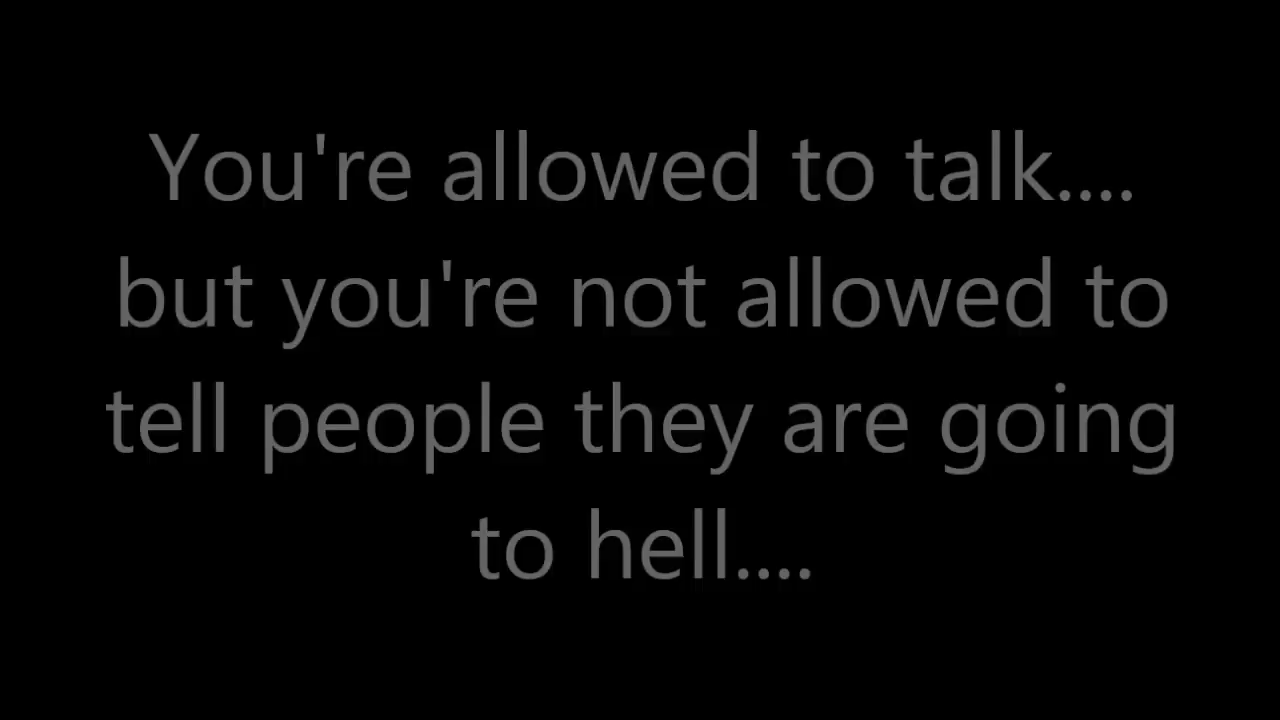 You're allowed to talk....
but you're not allowed to
tell people they are going
to hell....